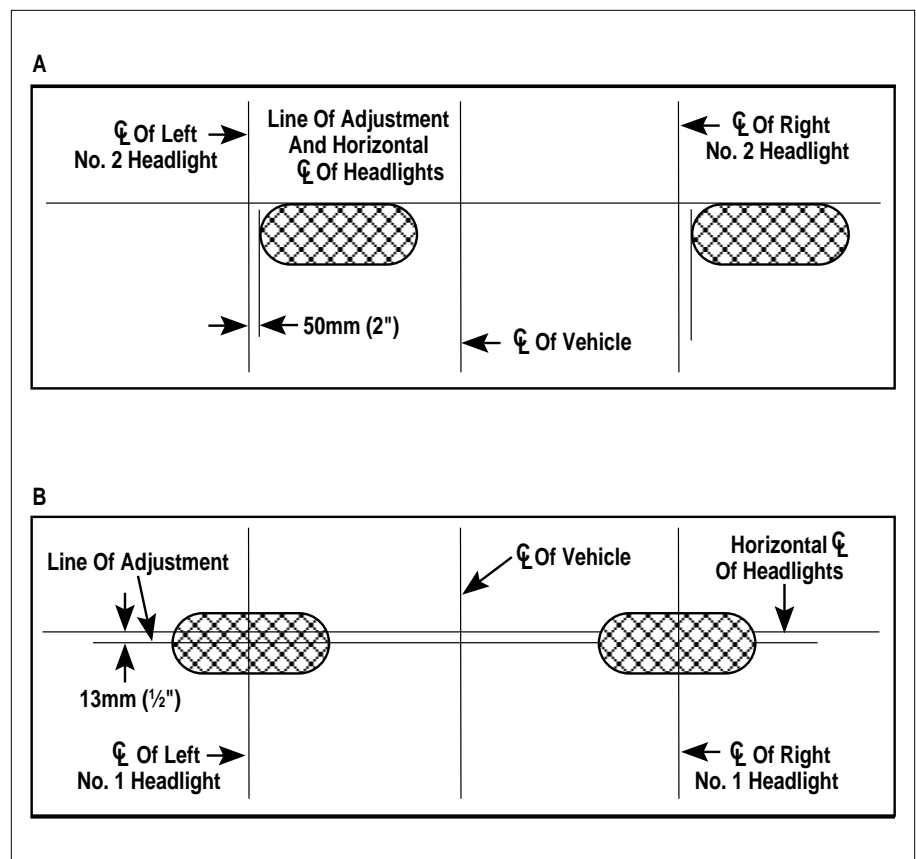 A
℄ Of Left
No. 2 Headlight
Line Of Adjustment
And Horizontal
℄ Of Headlights
℄ Of Right
No. 2 Headlight
50mm (2")
℄ Of Vehicle
B
Line Of Adjustment
℄ Of Vehicle
Horizontal ℄
Of Headlights
13mm (½")
℄ Of Left
No. 1 Headlight
℄ Of Right
No. 1 Headlight